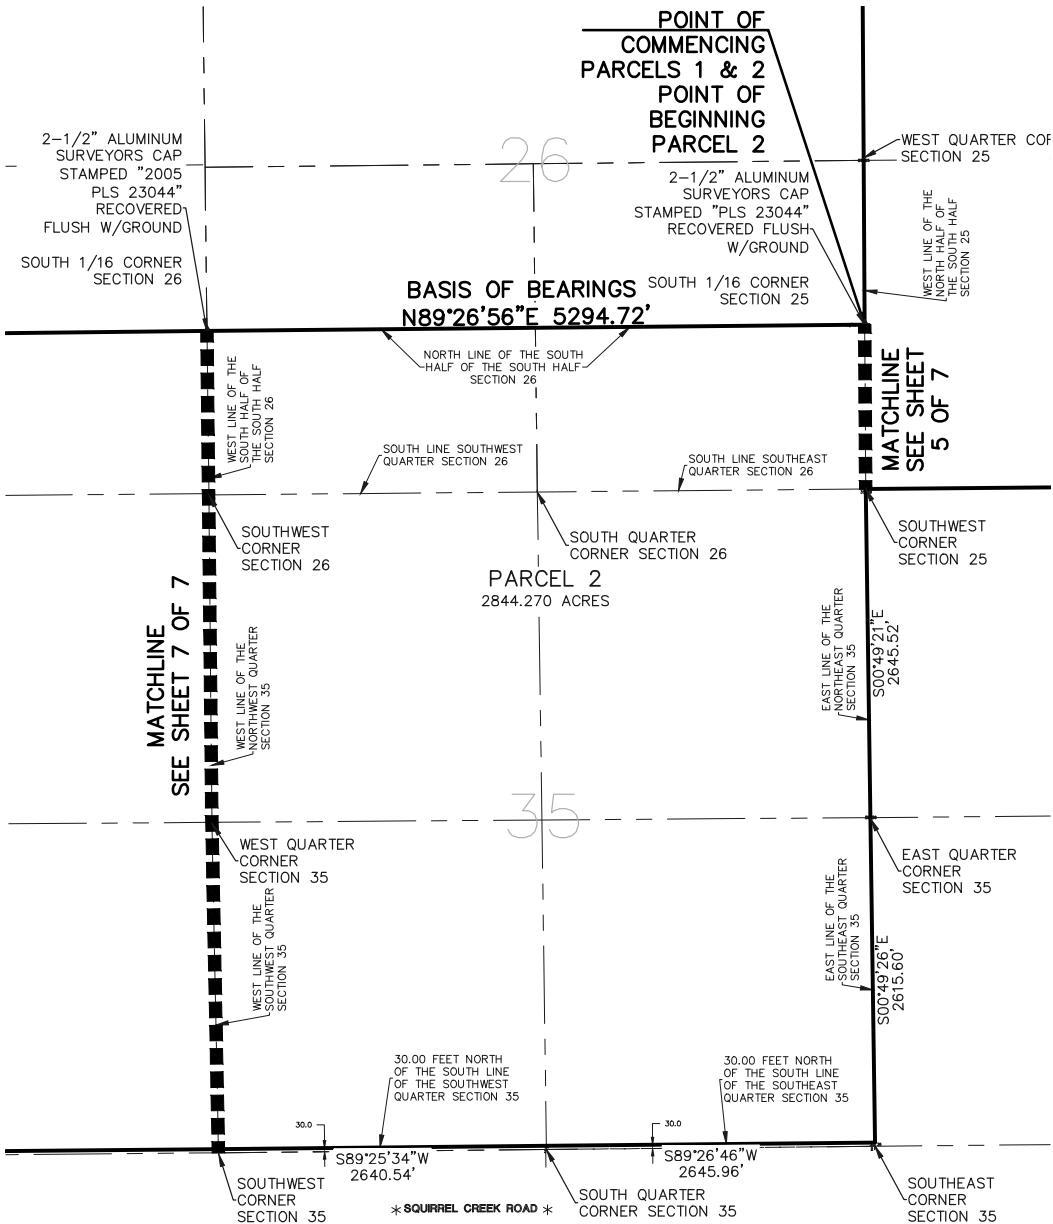 POINT OF
COMMENCING
PARCELS 1 & 2
POINT OF
BEGINNING
PARCEL 2
2-1/2" ALUMINUM
SURVEYORS CAP
STAMPED "2005
PLS 23044"
RECOVERED
FLUSH W/GROUND
SOUTH 1/16 CORNER
SECTION 26
26
2-1/2" ALUMINUM
SURVEYORS CAP
STAMPED "PLS 23044"
RECOVERED FLUSH
W/GROUND
SOUTH 1/16 CORNER
SECTION 25
WEST QUARTER
SECTION 25
WEST LINE OF THE
NORTH HALF OF
THE SOUTH HALF
SECTION 25
BASIS OF BEARINGS
N89°26'56"E 5294.72'
NORTH LINE OF THE SOUTH
HALF OF THE SOUTH HALF
SECTION 26
WEST LINE OF THE
SOUTH HALF OF
THE SOUTH HALF
SECTION 26
MATCHLINE
SEE SHEET
5 OF 7
SOUTH LINE SOUTHWEST
QUARTER SECTION 26
SOUTH LINE SOUTHEAST
QUARTER SECTION 26
SOUTHWEST
CORNER
SECTION 26
SOUTH QUARTER
CORNER SECTION 26
SOUTHWEST
CORNER
SECTION 25
PARCEL 2
2844.270 ACRES
MATCHLINE
SEE SHEET 7 OF 7
WEST LINE OF THE
NORTHWEST QUARTER
SECTION 35
EAST LINE OF THE
NORTHEAST QUARTER
SECTION 35
S00°49'21"E
2645.52'
35
WEST QUARTER
CORNER
SECTION 35
EAST QUARTER
CORNER
SECTION 35
WEST LINE OF THE
SOUTHWEST QUARTER
SECTION 35
EAST LINE OF THE
SOUTHEAST QUARTER
SECTION 35
S00°49'26"E
2615.60'
30.00 FEET NORTH
OF THE SOUTH LINE
OF THE SOUTHWEST
QUARTER SECTION 35
30.00 FEET NORTH
OF THE SOUTH LINE
OF THE SOUTHEAST
QUARTER SECTION 35
30.0
30.0
S89°25'34"W
2640.54'
S89°26'46"W
2645.96'
SOUTHWEST
CORNER
SECTION 35
*SQUIRREL CREEK ROAD*
SOUTH QUARTER
CORNER SECTION 35
SOUTHEAST
CORNER
SECTION 35